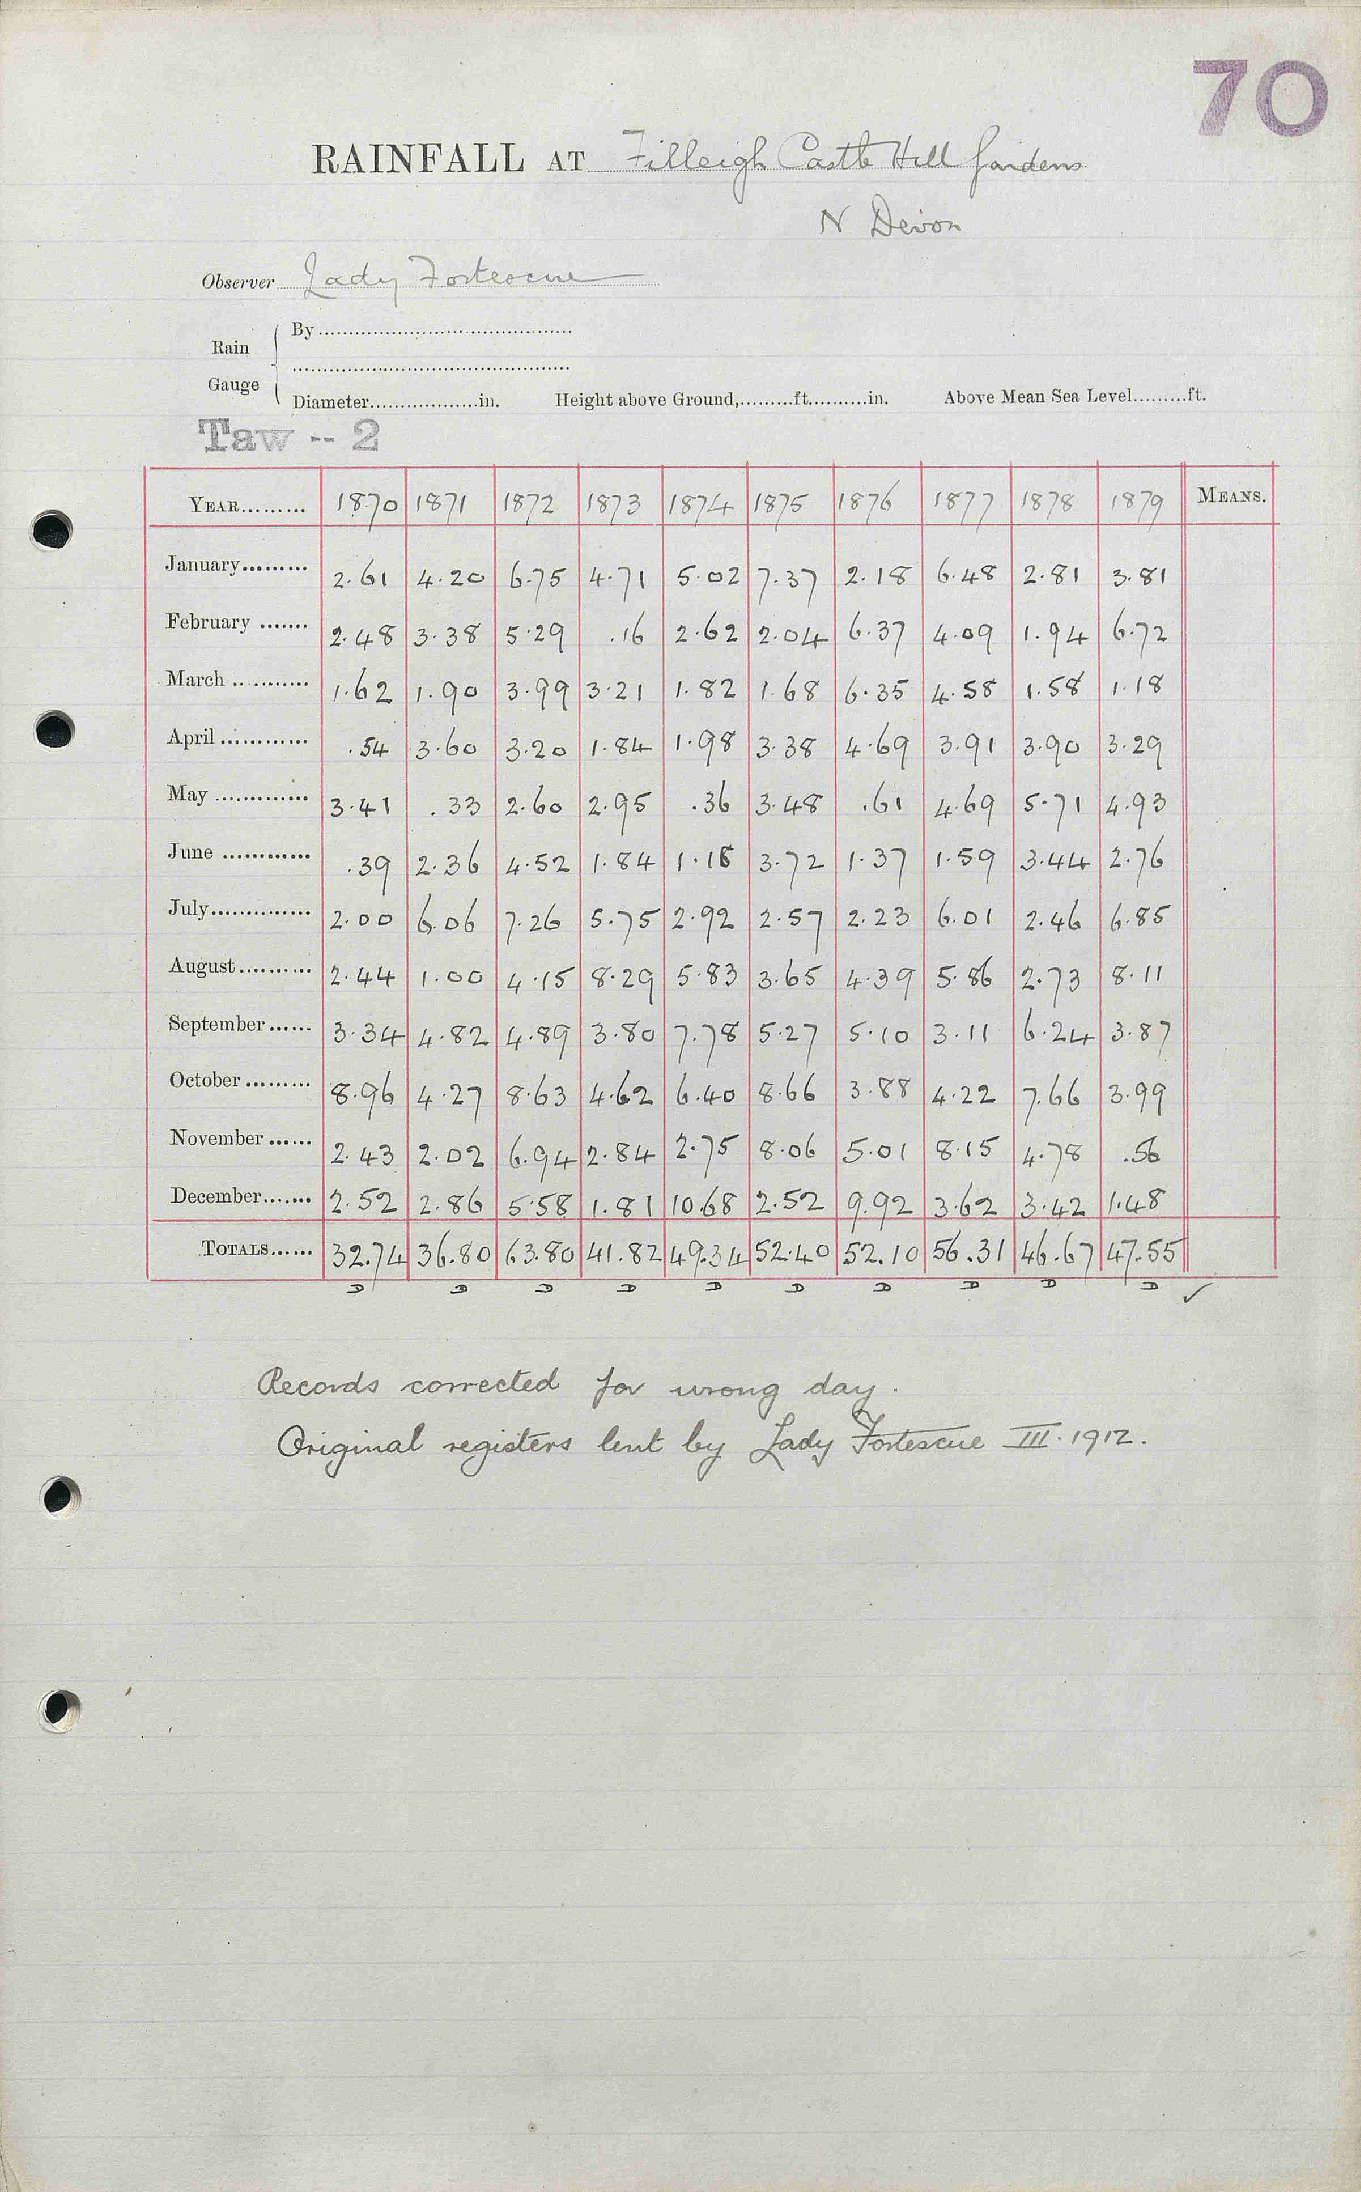 70
RAINFALL AT Filleigh Castle Hill Gardens
N Devon
Observer Lady Fortescue
Rain Gauge
By
Diameter in. Height above Ground, ft. in. Above Mean Sea Level ft.
Taw -- 2
YEAR 1870 1871 1872 1873 1874 1875 1876 1877 1878 1879 MEANS.
January 2.61 4.20 6.75 4.71 5.02 7.37 2.18 6.48 2.81 3.81
February 2.48 3.38 5.29 .16 2.62 2.04 6.37 4.09 1.94 6.72
March 1.62 1.90 3.99 3.21 1.82 1.68 6.35 4.58 1.58 1.18
April .54 3.60 3.20 1.84 1.98 3.38 4.69 3.91 3.90 3.29
May 3.41 .33 2.60 2.95 .36 3.48 .61 4.69 5.71 4.93
June .39 2.36 4.52 1.84 1.18 3.72 1.37 1.59 3.44 2.76
July 2.00 6.06 7.26 5.75 2.92 2.57 2.23 6.01 2.46 6.85
August 2.44 1.00 4.15 8.29 5.83 3.65 4.39 5.86 2.73 8.11
September 3.34 4.82 4.89 3.80 7.78 5.27 5.10 3.11 6.24 3.87
October 8.96 4.27 8.63 4.62 6.40 8.66 3.88 4.22 7.66 3.99
November 2.43 2.02 6.94 2.84 2.75 8.06 5.01 8.15 4.78 .56
December 2.52 2.86 5.58 1.81 10.68 2.52 9.92 3.62 3.42 1.48
TOTALS 32.74 36.80 63.80 41.82 49.34 52.40 52.10 56.31 46.67 47.55
D D D D D D D D D D ✓
Records corrected for wrong day.
Original registers lent by Lady Fortescue III. 1912.